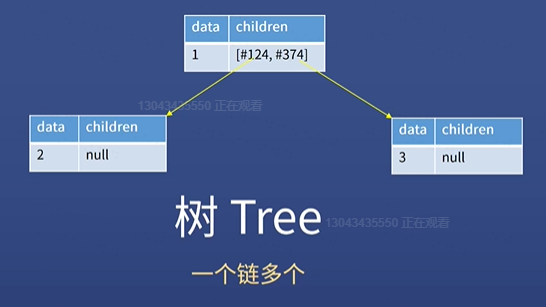 data children
1 [#124, #374]
13043435550 正在观看
data children
2 null
data children
3 null
树 Tree
13043435550 正在观看
一个链多个